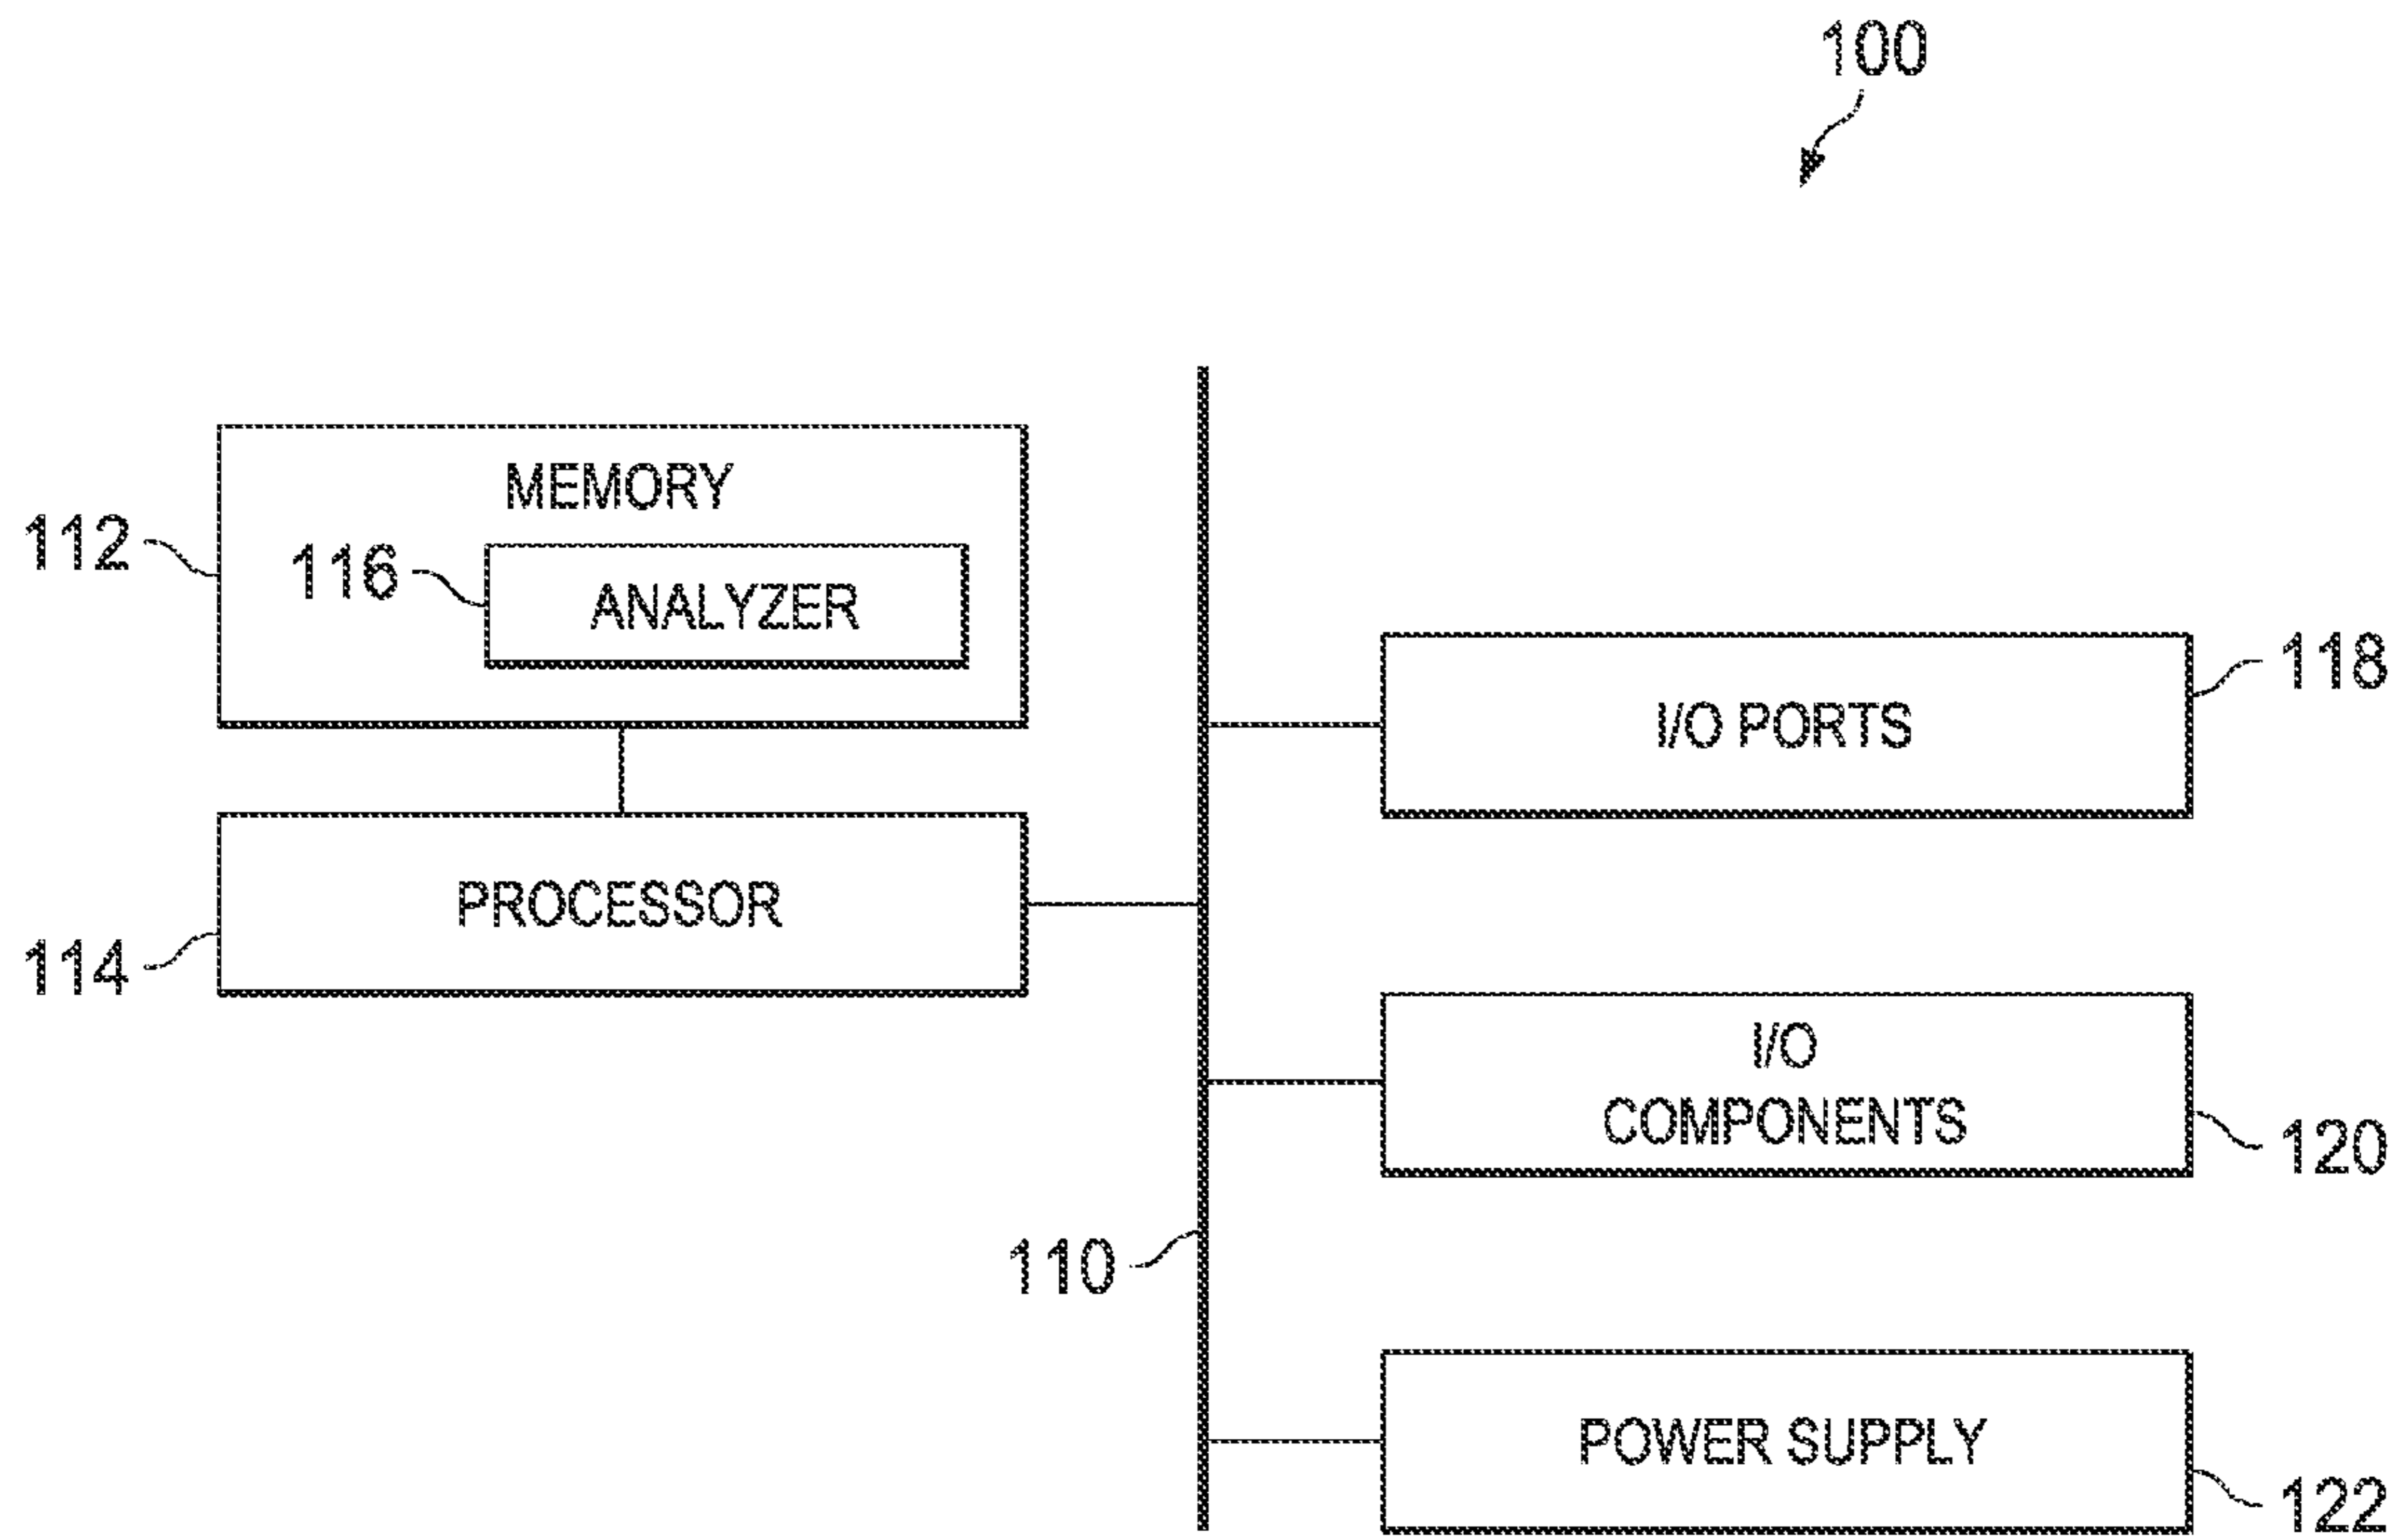 100
MEMORY
112
116
ANALYZER
118
I/O PORTS
PROCESSOR
114
I/O
COMPONENTS
120
110
POWER SUPPLY
122